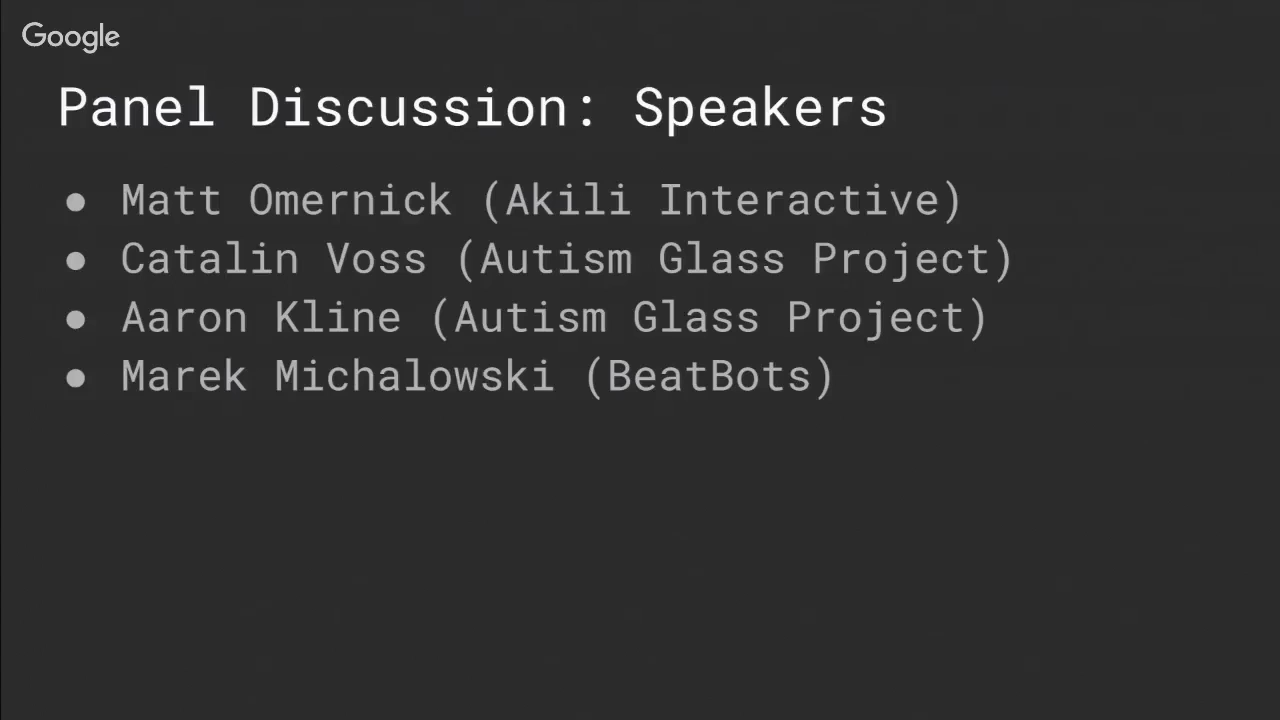 Google
Panel Discussion: Speakers
● Matt Omernick (Akili Interactive)
● Catalin Voss (Autism Glass Project)
● Aaron Kline (Autism Glass Project)
● Marek Michalowski (BeatBots)